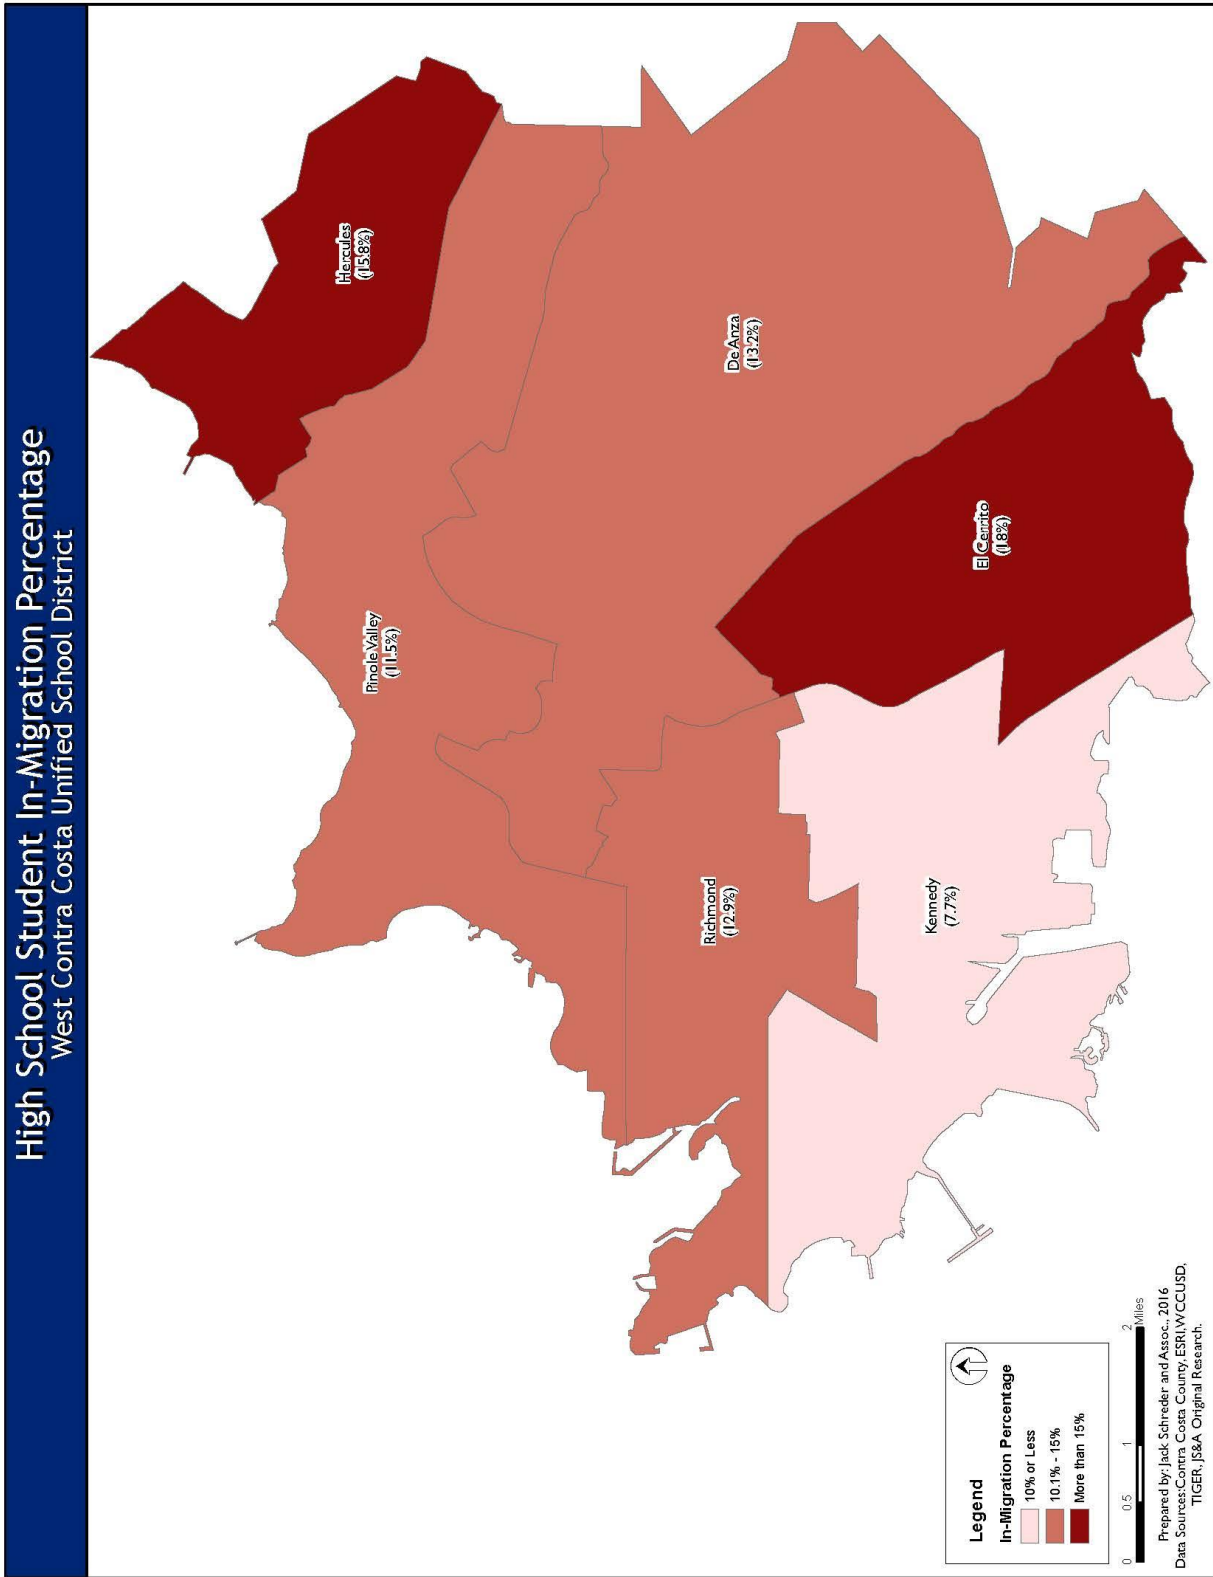 High School Student In-Migration Percentage
West Contra Costa Unified School District
Hercules
(15.8%)
Pinole Valley
(11.5%)
De Anza
(13.2%)
Richmond
(12.9%)
El Cerrito
(18%)
Kennedy
(7.7%)
Legend
In-Migration Percentage
10% or Less
10.1% - 15%
More than 15%
0 0.5 1 2 Miles
Prepared by: Jack Schreder and Assoc., 2016
Data Sources:Contra Costa County, ESRI,WCCUSD,
TIGER, JS&A Original Research.